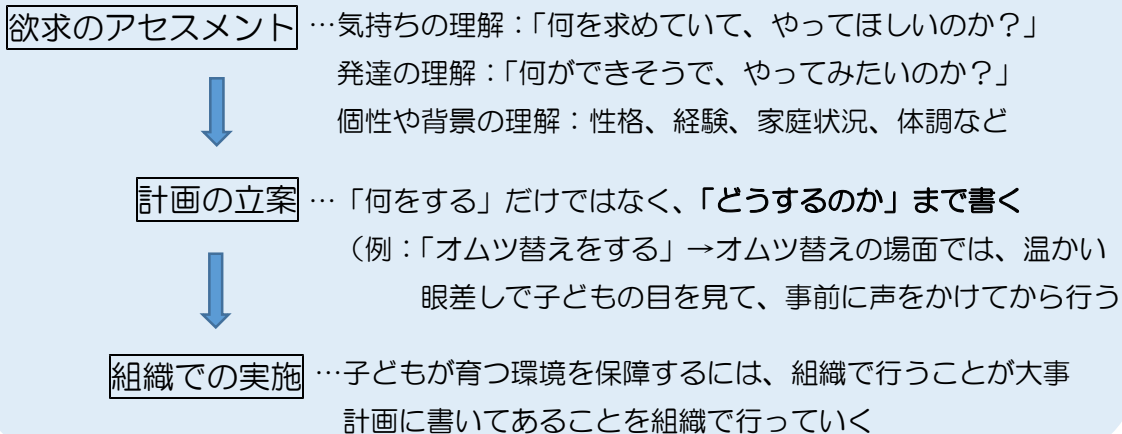 欲求のアセスメント …気持ちの理解：「何を求めていて、やってほしいのか？」
発達の理解：「何ができそうで、やってみたいのか？」
個性や背景の理解：性格、経験、家庭状況、体調など
計画の立案 …「何をする」だけではなく、「どうするのか」まで書く
（例：「オムツ替えをする」→オムツ替えの場面では、温かい
眼差しで子どもの目を見て、事前に声をかけてから行う
組織での実施 …子どもが育つ環境を保障するには、組織で行うことが大事
計画に書いてあることを組織で行っていく